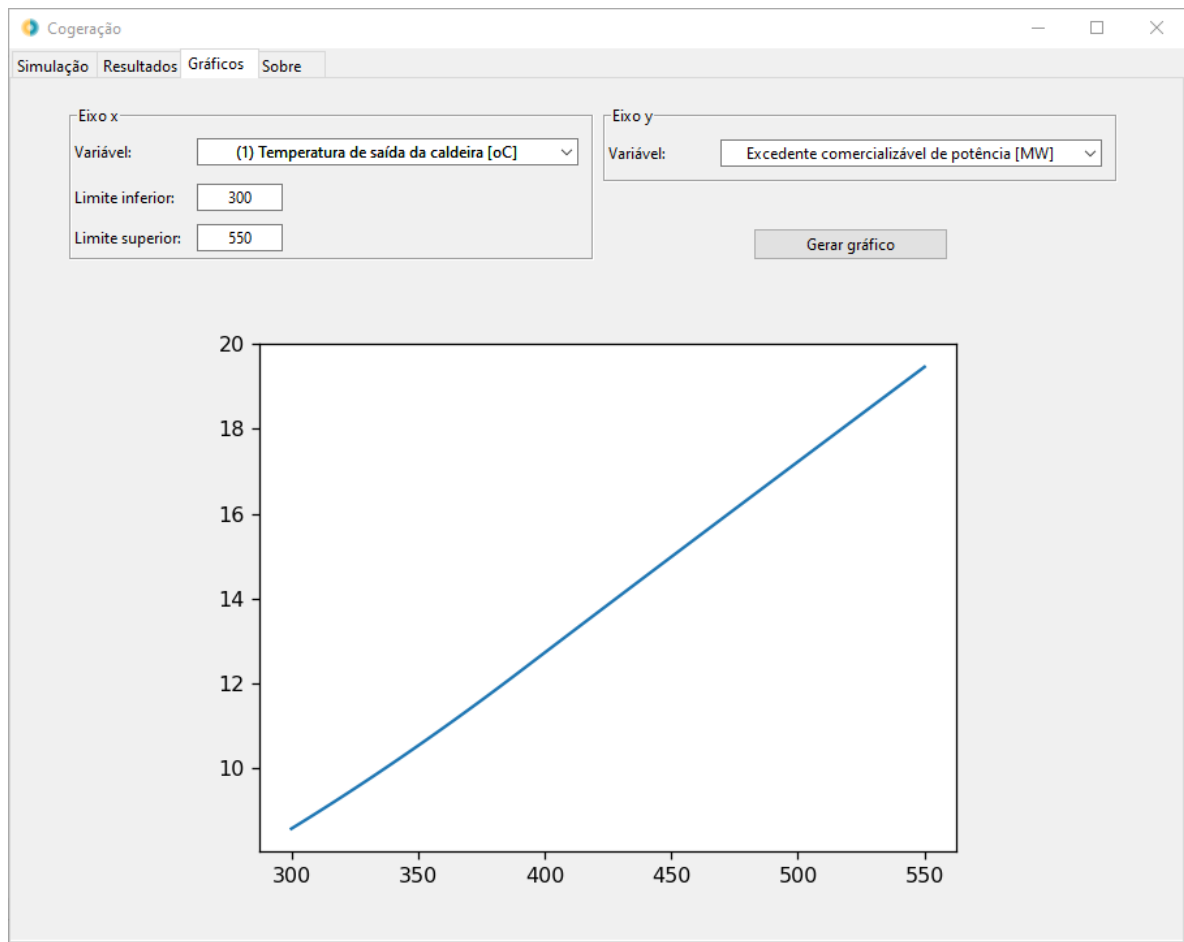 Cogeração
Simulação Resultados Gráficos Sobre
Eixo x
Variável: (1) Temperatura de saída da caldeira [oC]
Limite inferior: 300
Limite superior: 550
Eixo y
Variável: Excedente comercializável de potência [MW]
Gerar gráfico
20
18
16
14
12
10
300 350 400 450 500 550